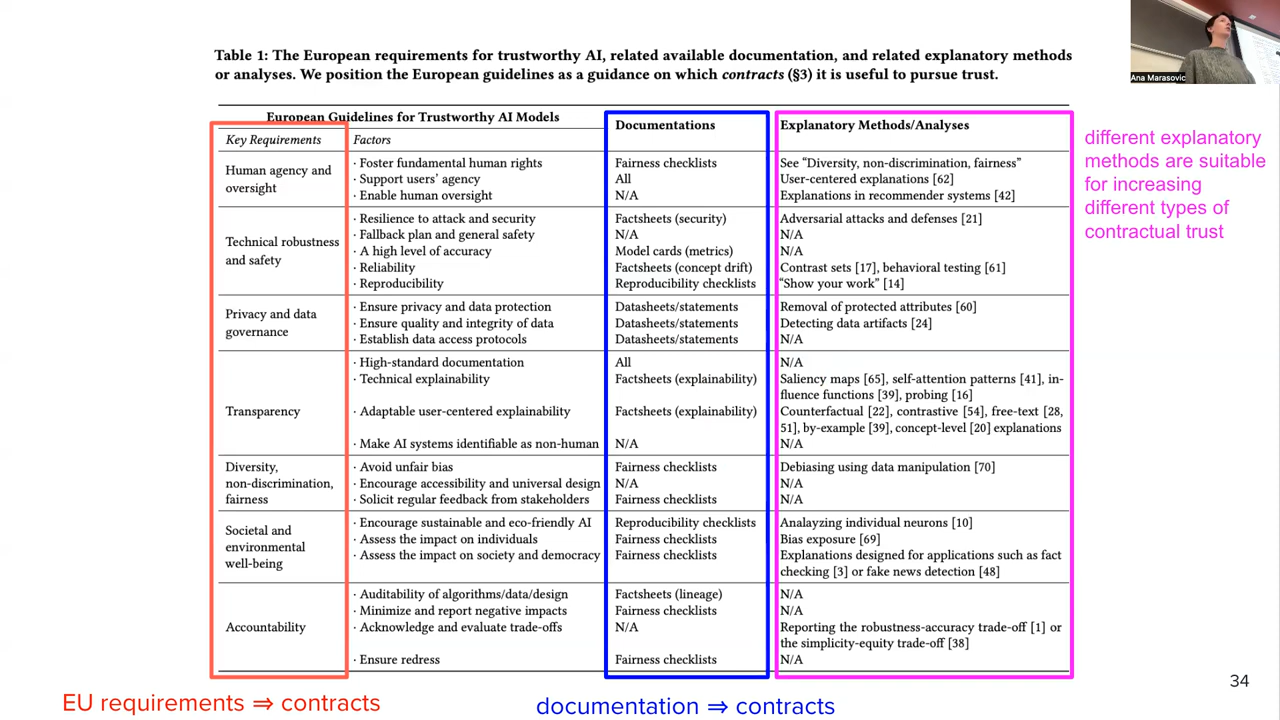 Table 1: The European requirements for trustworthy AI, related available documentation, and related explanatory methods
or analyses. We position the European guidelines as a guidance on which contracts (§3) it is useful to pursue trust.
Ana Marasovic
European Guidelines for Trustworthy AI Models
Documentations
Explanatory Methods/Analyses
Key Requirements
Factors
Human agency and
oversight
· Foster fundamental human rights
Fairness checklists
See “Diversity, non-discrimination, fairness”
· Support users’ agency
All
User-centered explanations [62]
· Enable human oversight
N/A
Explanations in recommender systems [42]
Technical robustness
and safety
· Resilience to attack and security
Factsheets (security)
Adversarial attacks and defenses [21]
· Fallback plan and general safety
N/A
N/A
· A high level of accuracy
Model cards (metrics)
N/A
· Reliability
Factsheets (concept drift)
Contrast sets [17], behavioral testing [61]
· Reproducibility
Reproducibility checklists
“Show your work” [14]
Privacy and data
governance
· Ensure privacy and data protection
Datasheets/statements
Removal of protected attributes [60]
· Ensure quality and integrity of data
Datasheets/statements
Detecting data artifacts [24]
· Establish data access protocols
Datasheets/statements
N/A
Transparency
· High-standard documentation
All
N/A
· Technical explainability
Factsheets (explainability)
Saliency maps [65], self-attention patterns [41], in-
fluence functions [39], probing [16]
· Adaptable user-centered explainability
Factsheets (explainability)
Counterfactual [22], contrastive [54], free-text [28,
51], by-example [39], concept-level [20] explanations
· Make AI systems identifiable as non-human
N/A
N/A
Diversity,
non-discrimination,
fairness
· Avoid unfair bias
Fairness checklists
Debiasing using data manipulation [70]
· Encourage accessibility and universal design
N/A
N/A
· Solicit regular feedback from stakeholders
Fairness checklists
N/A
Societal and
environmental
well-being
· Encourage sustainable and eco-friendly AI
Reproducibility checklists
Analayzing individual neurons [10]
· Assess the impact on individuals
Fairness checklists
Bias exposure [69]
· Assess the impact on society and democracy
Fairness checklists
Explanations designed for applications such as fact
checking [3] or fake news detection [48]
Accountability
· Auditability of algorithms/data/design
Factsheets (lineage)
N/A
· Minimize and report negative impacts
Fairness checklists
N/A
· Acknowledge and evaluate trade-offs
N/A
Reporting the robustness-accuracy trade-off [1] or
the simplicity-equity trade-off [38]
· Ensure redress
Fairness checklists
N/A
different explanatory
methods are suitable
for increasing
different types of
contractual trust
EU requirements ⇒ contracts
documentation ⇒ contracts
34